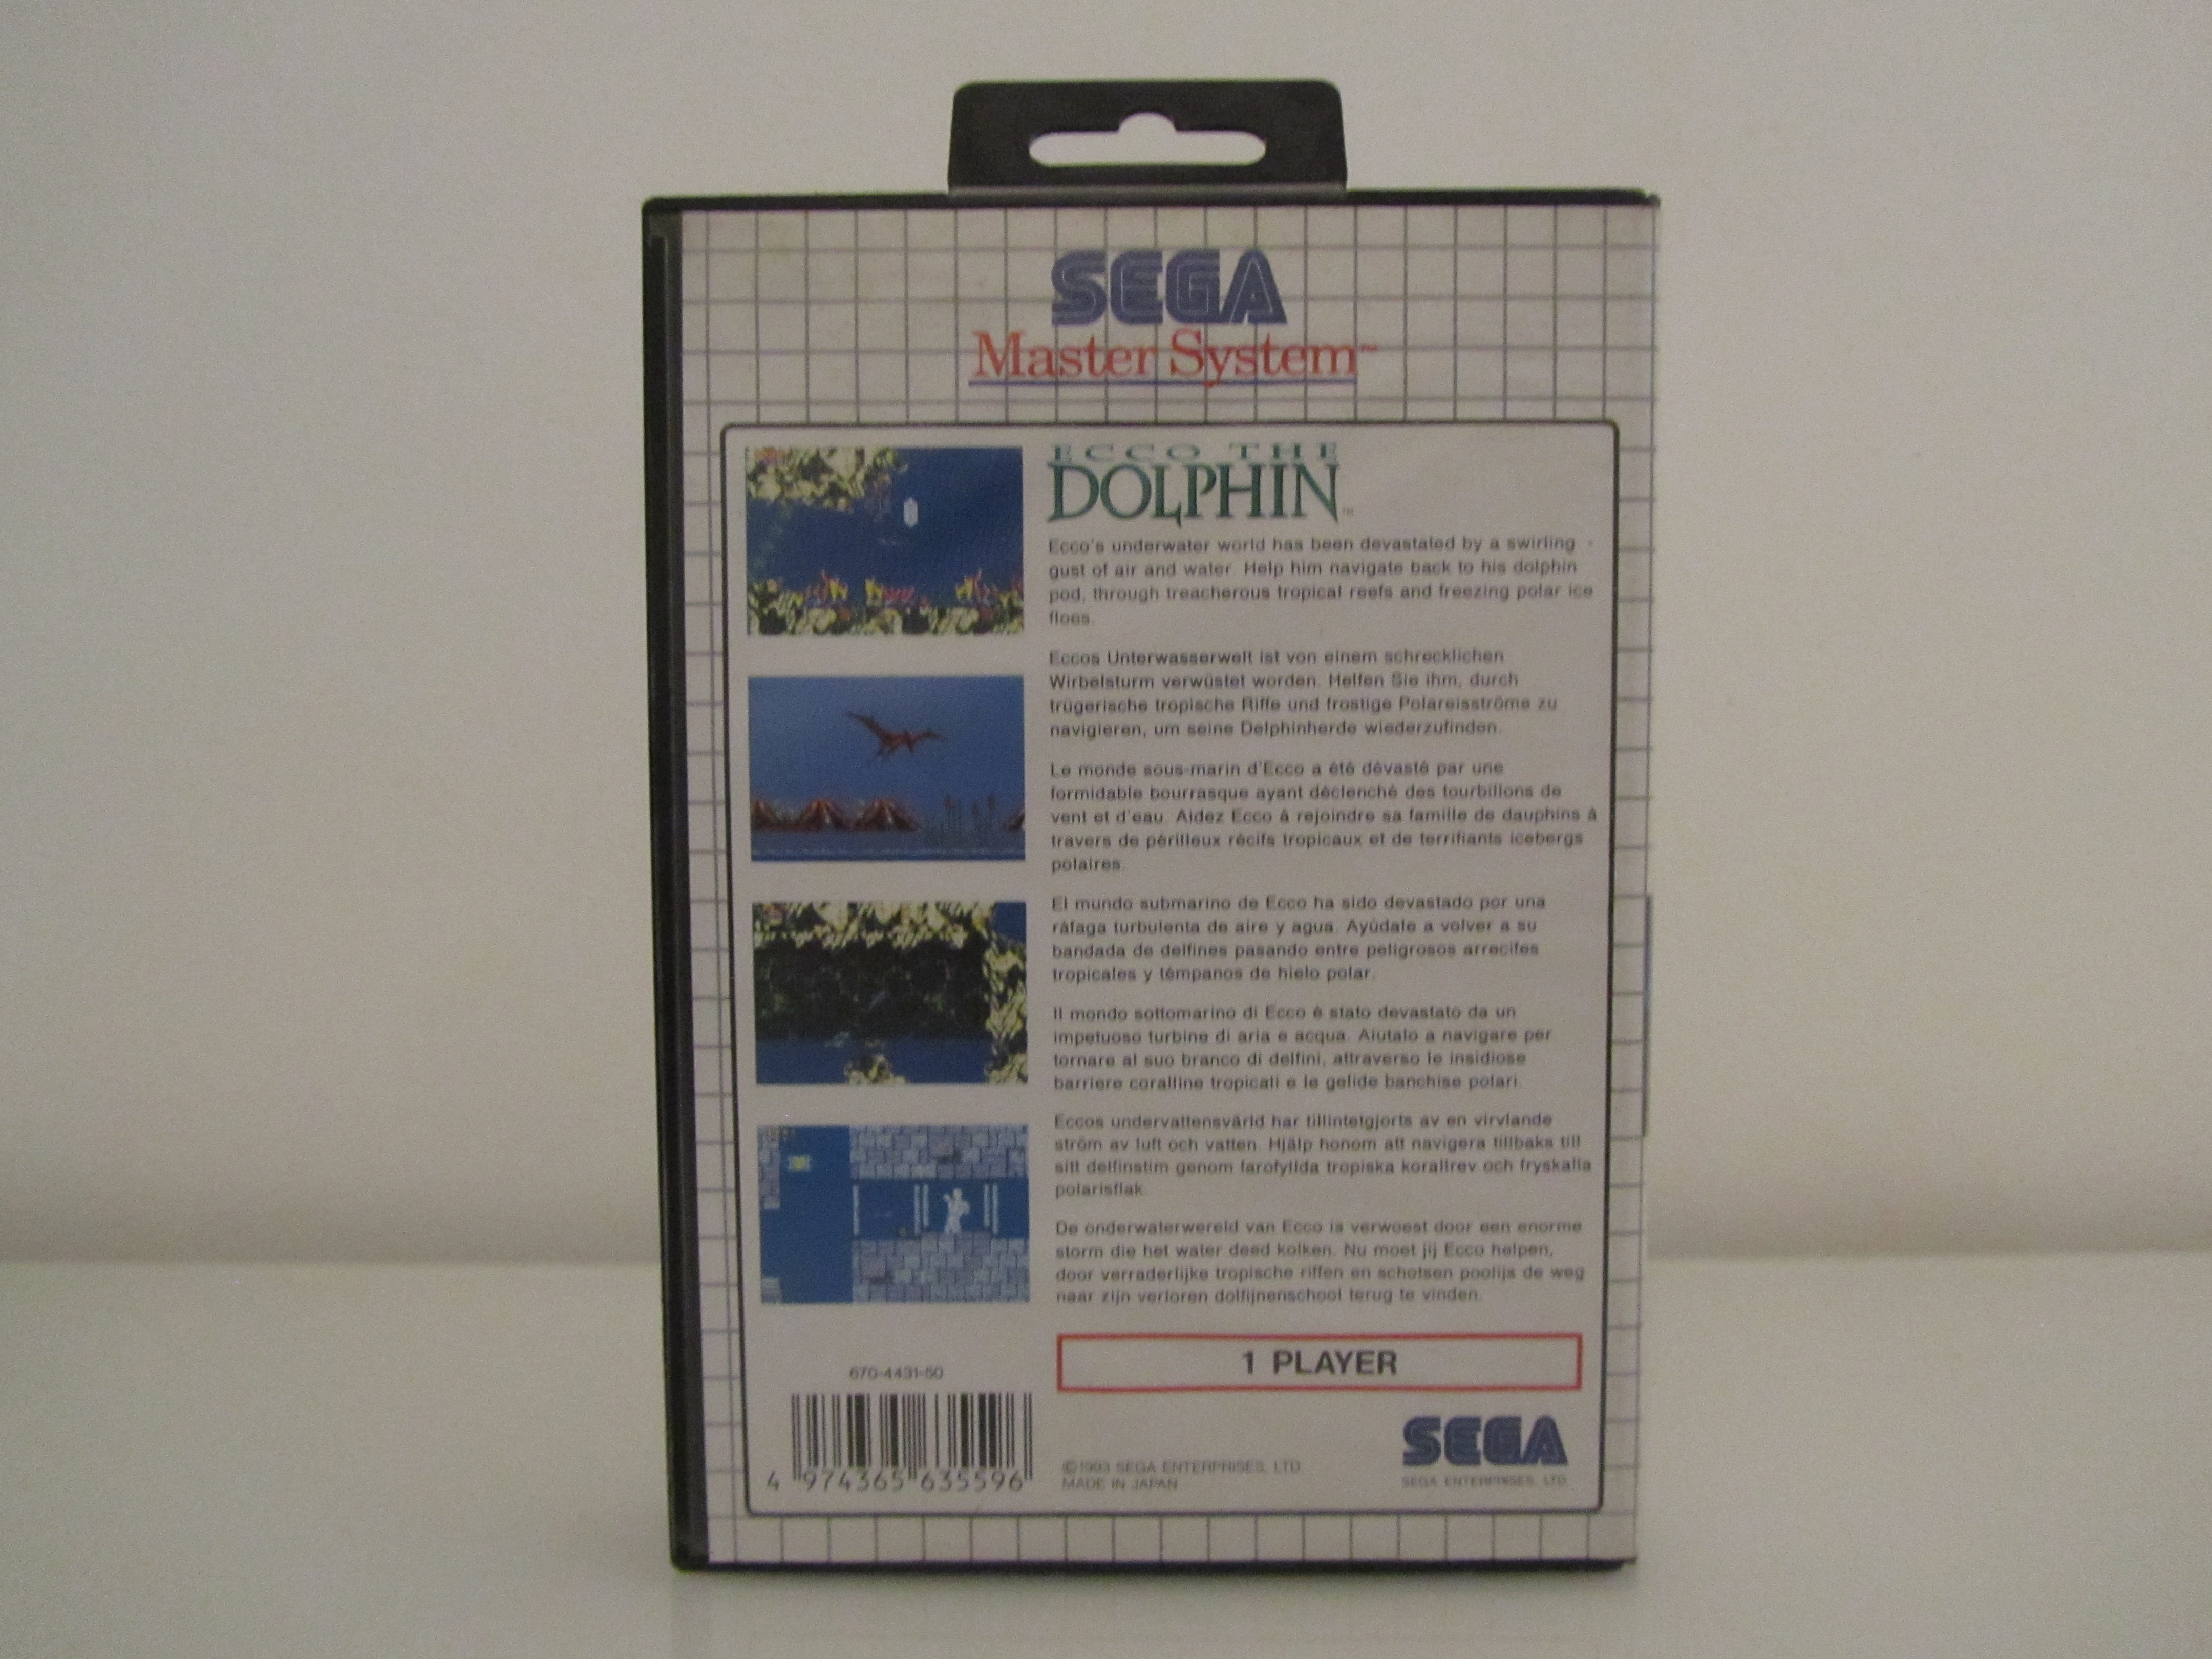 SEGA
Master System™
ECCO THE
DOLPHIN™
Ecco's underwater world has been devastated by a swirling
gust of air and water. Help him navigate back to his dolphin
pod, through treacherous tropical reefs and freezing polar ice
floes.
Eccos Unterwasserwelt ist von einem schrecklichen
Wirbelsturm verwüstet worden. Helfen Sie ihm, durch
trügerische tropische Riffe und frostige Polareisströme zu
navigieren, um seine Delphinherde wiederzufinden.
Le monde sous-marin d'Ecco a été dévasté par une
formidable bourrasque ayant déclenché des tourbillons de
vent et d'eau. Aidez Ecco à rejoindre sa famille de dauphins à
travers de périlleux récifs tropicaux et de terrifiants icebergs
polaires.
El mundo submarino de Ecco ha sido devastado por una
ráfaga turbulenta de aire y agua. Ayúdale a volver a su
bandada de delfines pasando entre peligrosos arrecifes
tropicales y témpanos de hielo polar.
Il mondo sottomarino di Ecco è stato devastato da un
impetuoso turbine di aria e acqua. Aiutalo a navigare per
tornare al suo branco di delfini, attraverso le insidiose
barriere coralline tropicali e le gelide banchise polari.
Eccos undervattensvärld har tillintetgjorts av en virvlande
ström av luft och vatten. Hjälp honom att navigera tillbaks till
sitt delfinstim genom farofyllda tropiska korallrev och fryskalla
polarisflak.
De onderwaterwereld van Ecco is verwoest door een enorme
storm die het water deed kolken. Nu moet jij Ecco helpen,
door verraderlijke tropische riffen en schotsen poolijs de weg
naar zijn verloren dolfijnenschool terug te vinden.
1 PLAYER
670-4431-50
4 974365 635596
©1993 SEGA ENTERPRISES, LTD.
MADE IN JAPAN
SEGA
SEGA ENTERPRISES, LTD.